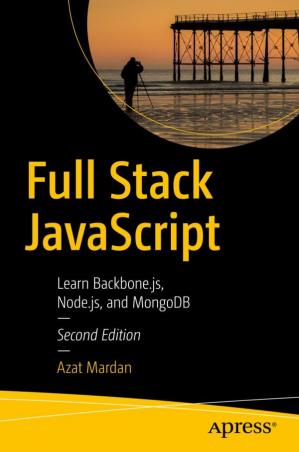 Full Stack
JavaScript
Learn Backbone.js,
Node.js, and MongoDB
—
Second Edition
—
Azat Mardan
Apress®